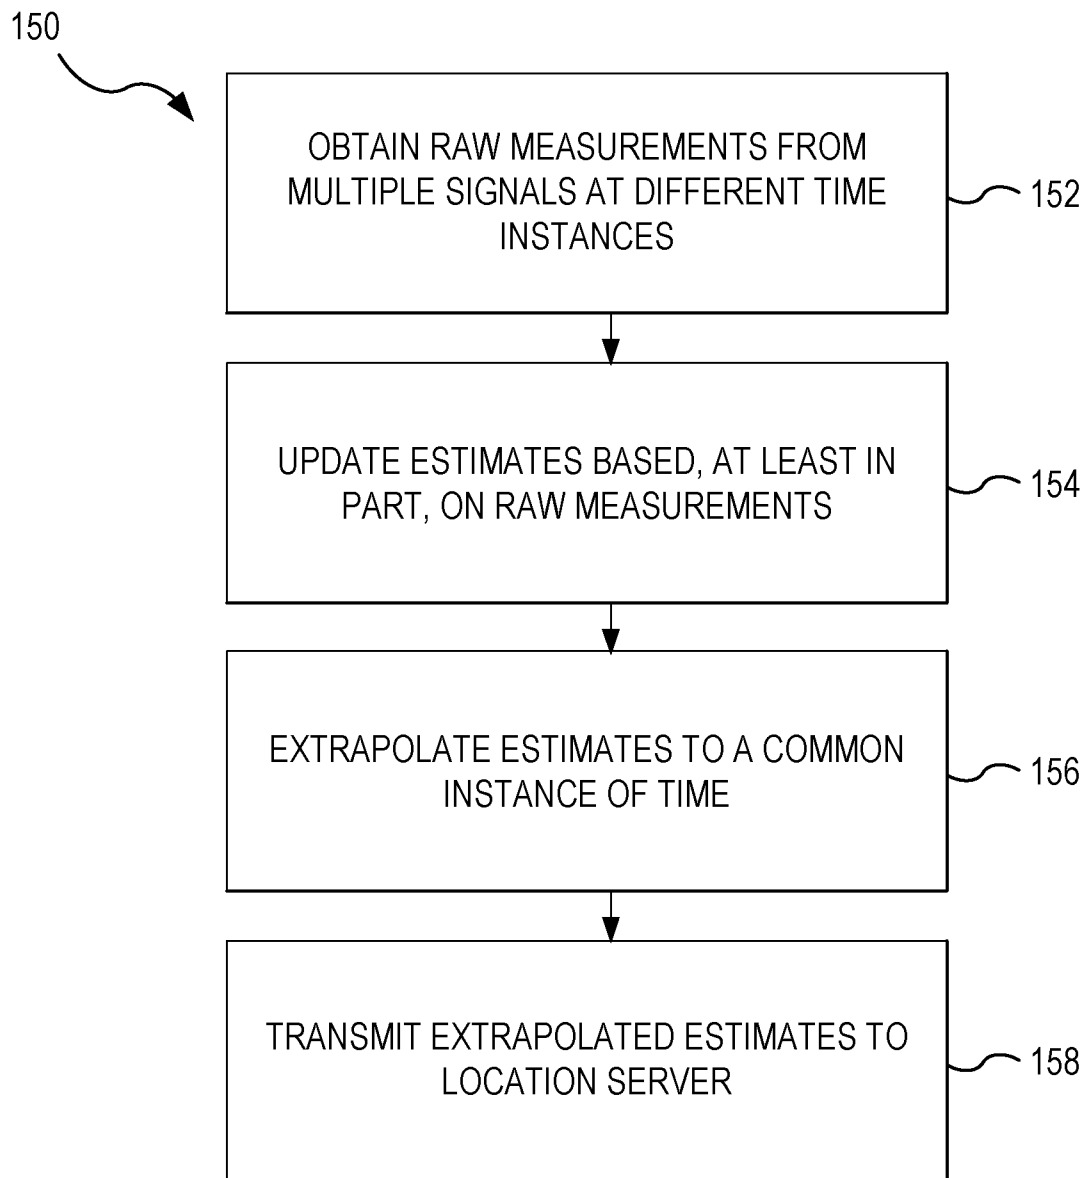 150
OBTAIN RAW MEASUREMENTS FROM
MULTIPLE SIGNALS AT DIFFERENT TIME
INSTANCES
152
UPDATE ESTIMATES BASED, AT LEAST IN
PART, ON RAW MEASUREMENTS
154
EXTRAPOLATE ESTIMATES TO A COMMON
INSTANCE OF TIME
156
TRANSMIT EXTRAPOLATED ESTIMATES TO
LOCATION SERVER
158